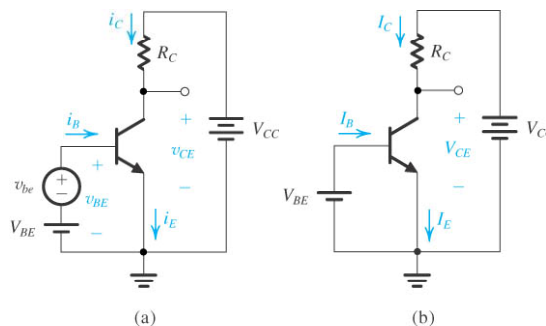 i_C
R_C
i_B
+
v_CE
−
V_CC
v_be
+
−
+
v_BE
−
V_BE
i_E
(a)
I_C
R_C
I_B
+
V_CE
−
V_C
V_BE
I_E
(b)